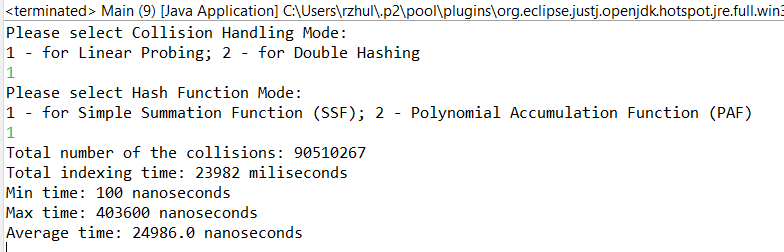 <terminated> Main (9) [Java Application] C:\Users\rzhul\.p2\pool\plugins\org.eclipse.justj.openjdk.hotspot.jre.full.win3
Please select Collision Handling Mode:
1 - for Linear Probing; 2 - for Double Hashing
1
Please select Hash Function Mode:
1 - for Simple Summation Function (SSF); 2 - Polynomial Accumulation Function (PAF)
1
Total number of the collisions: 90510267
Total indexing time: 23982 miliseconds
Min time: 100 nanoseconds
Max time: 403600 nanoseconds
Average time: 24986.0 nanoseconds